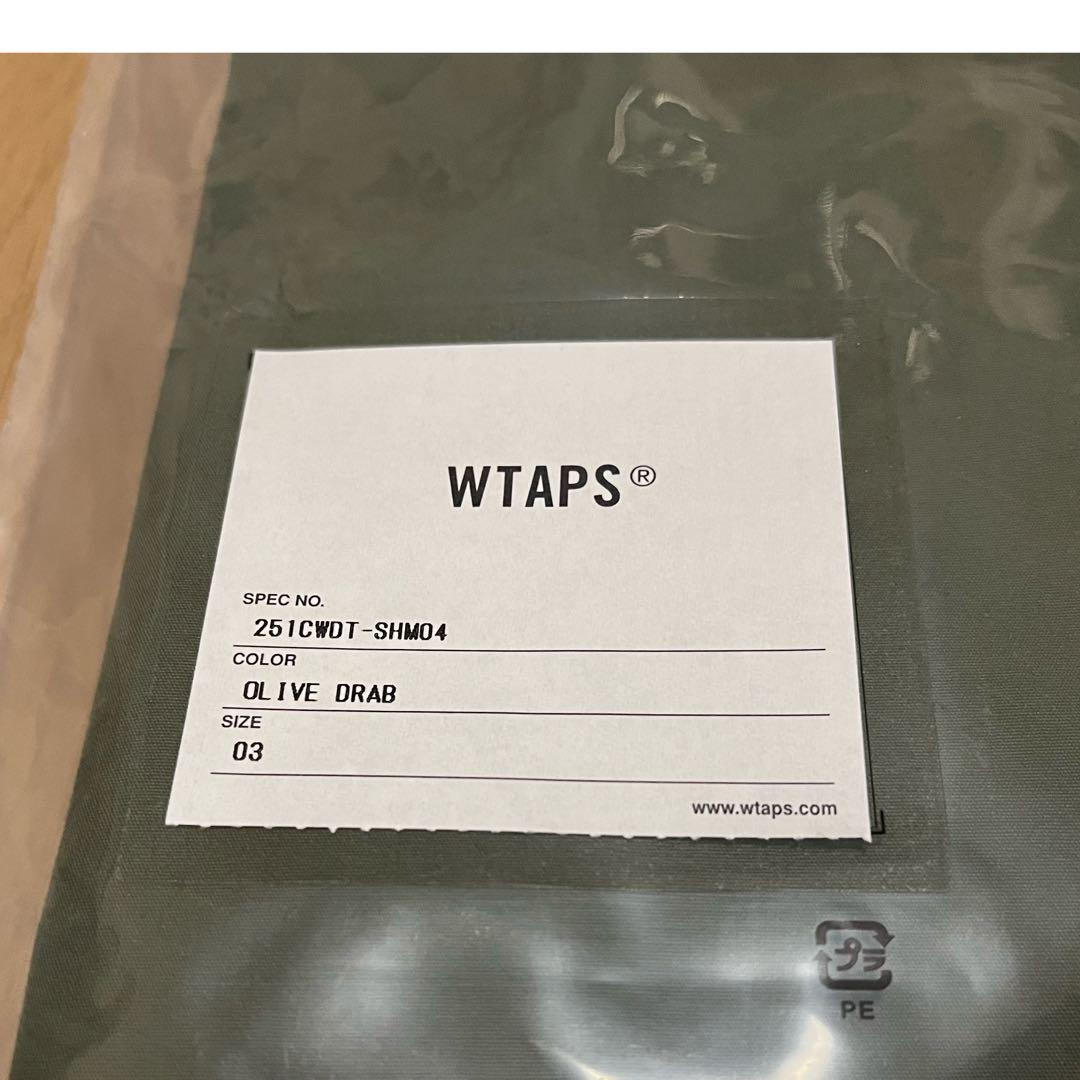 WTAPS®
SPEC NO.
251CWDT-SHM04
COLOR
OLIVE DRAB
SIZE
03
www.wtaps.com
プラ
PE